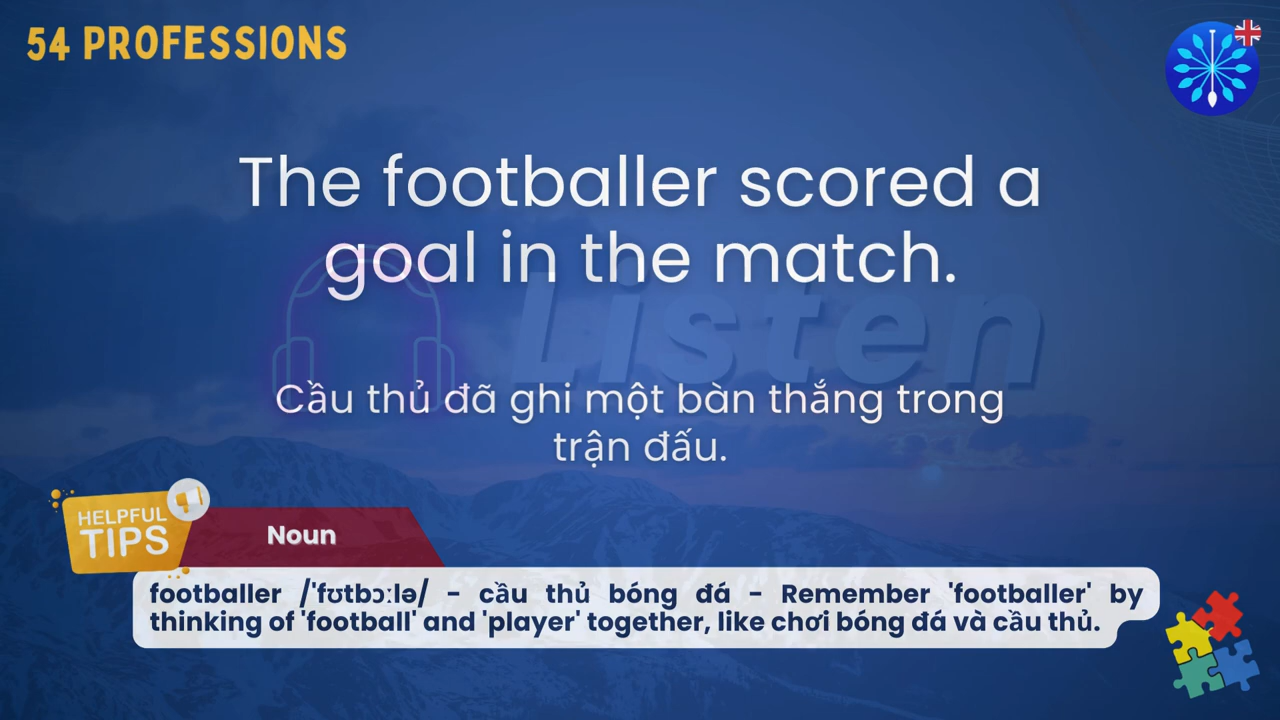 54 PROFESSIONS
The footballer scored a
goal in the match.
Listen
Cầu thủ đã ghi một bàn thắng trong
trận đấu.
HELPFUL
TIPS
Noun
footballer /'fʊtbɔːlə/ - cầu thủ bóng đá - Remember 'footballer' by
thinking of 'football' and 'player' together, like chơi bóng đá và cầu thủ.